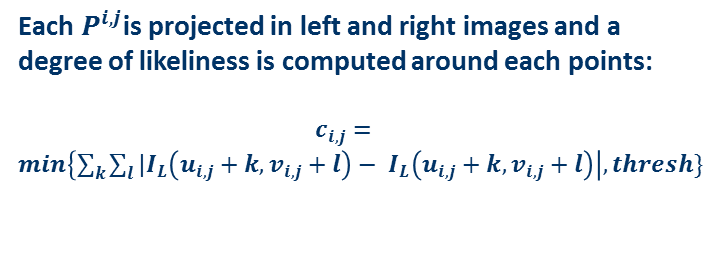 Each P^{i,j} is projected in left and right images and a
degree of likeliness is computed around each points:
c_{i,j} =
min{∑_k ∑_l |I_L(u_{i,j} + k, v_{i,j} + l) − I_L(u_{i,j} + k, v_{i,j} + l)|, thresh}